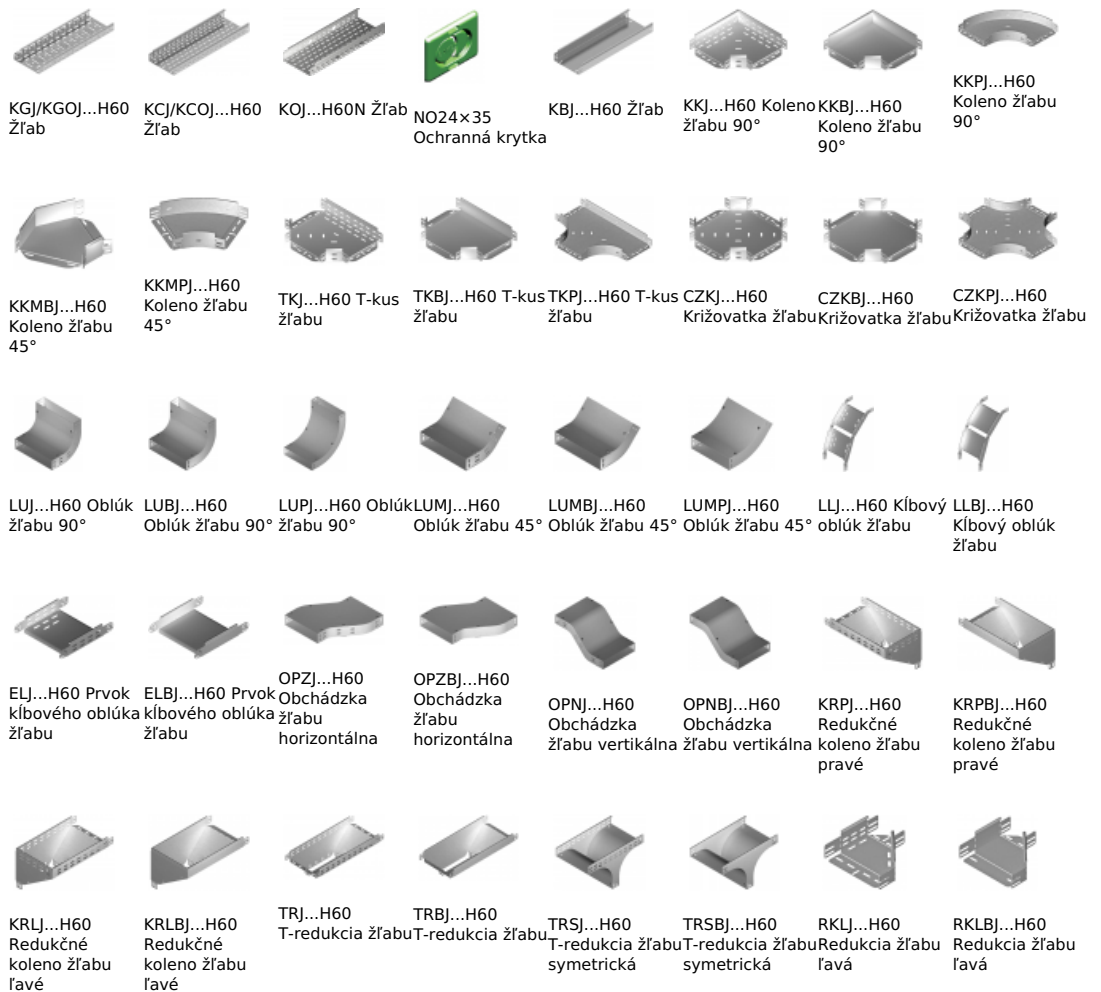 KGJ/KGOJ...H60
Žľab
KCJ/KCOJ...H60
Žľab
KOJ...H60N Žľab
NO24×35
Ochranná krytka
KBJ...H60 Žľab
KKJ...H60 Koleno
žľabu 90°
KKBJ...H60
Koleno žľabu
90°
KKPJ...H60
Koleno žľabu
90°
KKMBJ...H60
Koleno žľabu
45°
KKMPJ...H60
Koleno žľabu
45°
TKJ...H60 T-kus
žľabu
TKBJ...H60 T-kus
žľabu
TKPJ...H60 T-kus
žľabu
CZKJ...H60
Križovatka žľabu
CZKBJ...H60
Križovatka žľabu
CZKPJ...H60
Križovatka žľabu
LUJ...H60 Oblúk
žľabu 90°
LUBJ...H60
Oblúk žľabu 90°
LUPJ...H60 Oblúk
žľabu 90°
LUMJ...H60
Oblúk žľabu 45°
LUMBJ...H60
Oblúk žľabu 45°
LUMPJ...H60
Oblúk žľabu 45°
LLJ...H60 Kĺbový
oblúk žľabu
LLBJ...H60
Kĺbový oblúk
žľabu
ELJ...H60 Prvok
kĺbového oblúka
žľabu
ELBJ...H60 Prvok
kĺbového oblúka
žľabu
OPZJ...H60
Obchádzka
žľabu
horizontálna
OPZBJ...H60
Obchádzka
žľabu
horizontálna
OPNJ...H60
Obchádzka
žľabu vertikálna
OPNBJ...H60
Obchádzka
žľabu vertikálna
KRPJ...H60
Redukčné
koleno žľabu
pravé
KRPBJ...H60
Redukčné
koleno žľabu
pravé
KRLJ...H60
Redukčné
koleno žľabu
ľavé
KRLBJ...H60
Redukčné
koleno žľabu
ľavé
TRJ...H60
T-redukcia žľabu
TRBJ...H60
T-redukcia žľabu
TRSJ...H60
T-redukcia žľabu
symetrická
TRSBJ...H60
T-redukcia žľabu
symetrická
RKLJ...H60
Redukcia žľabu
ľavá
RKLBJ...H60
Redukcia žľabu
ľavá